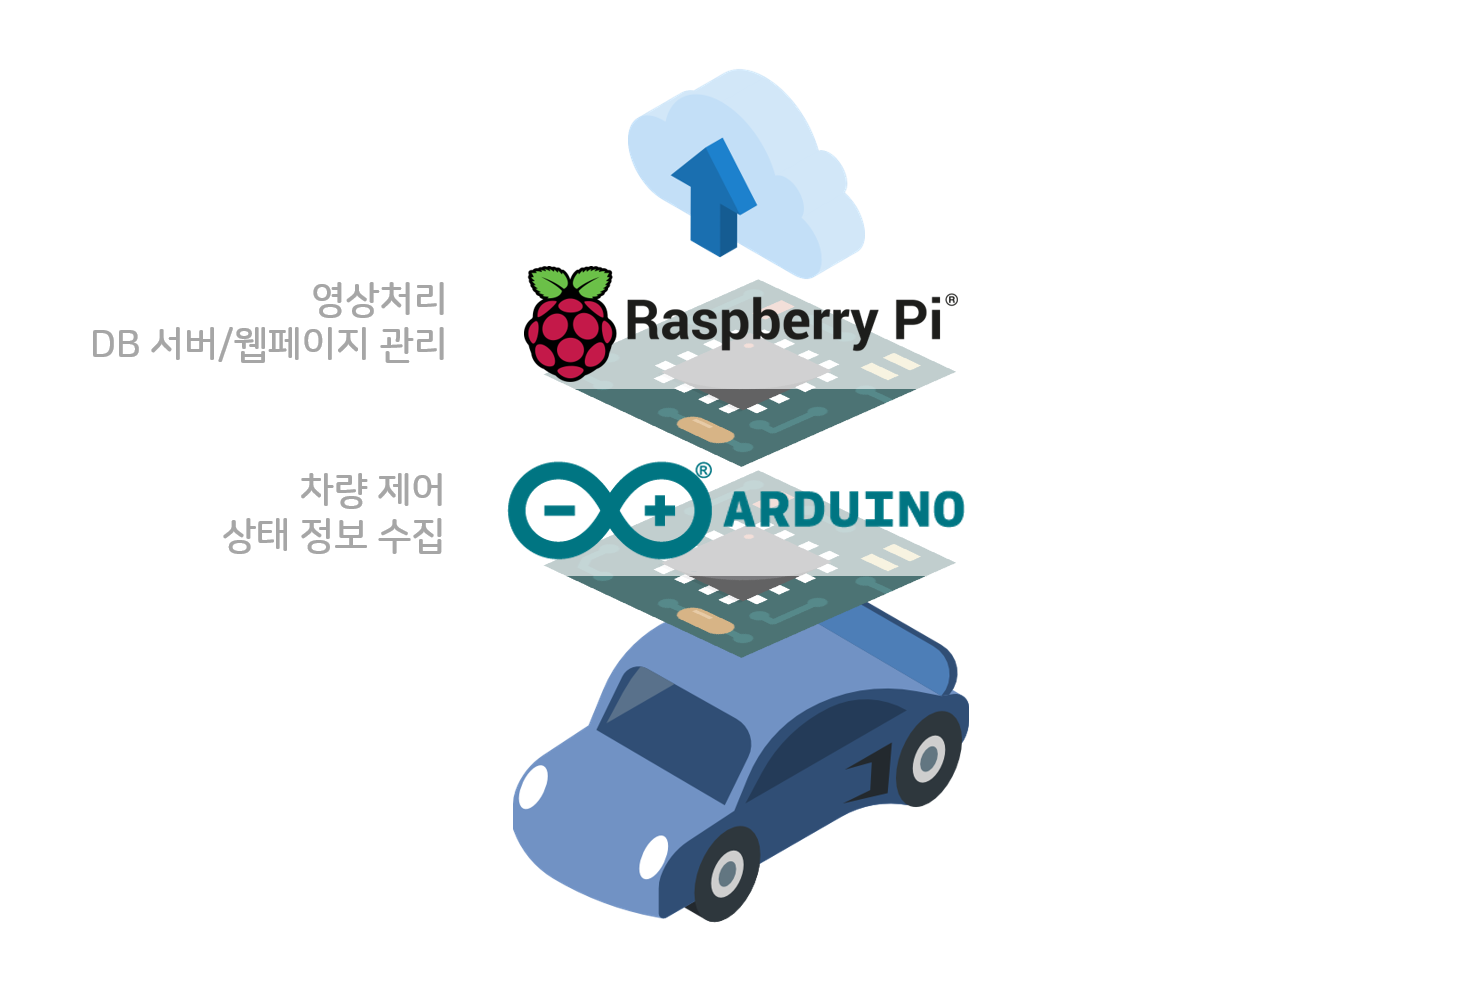 영상처리
DB 서버/웹페이지 관리
Raspberry Pi®
차량 제어
상태 정보 수집
® ARDUINO